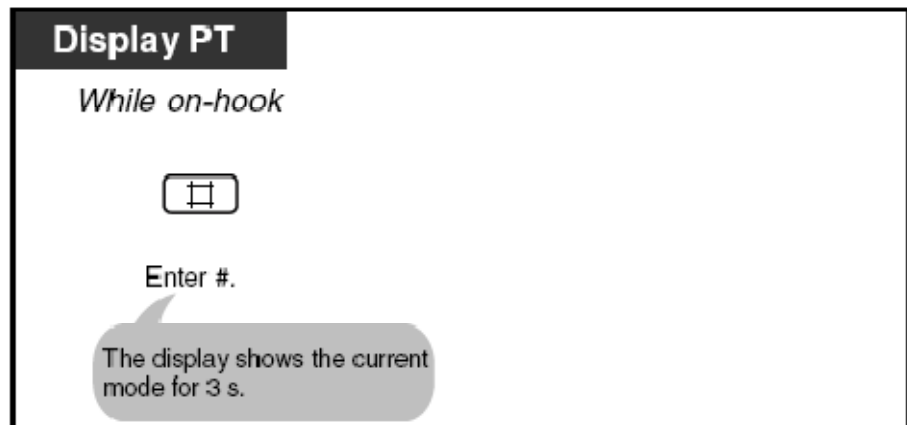 Display PT
While on-hook
#
Enter #.
The display shows the current
mode for 3 s.